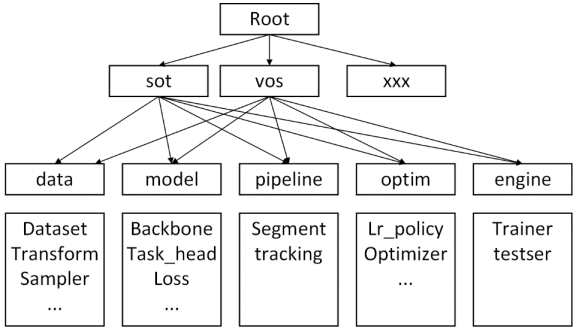 Root
sot
vos
xxx
data
model
pipeline
optim
engine
Dataset
Transform
Sampler
...
Backbone
Task_head
Loss
...
Segment
tracking
Lr_policy
Optimizer
...
Trainer
testser